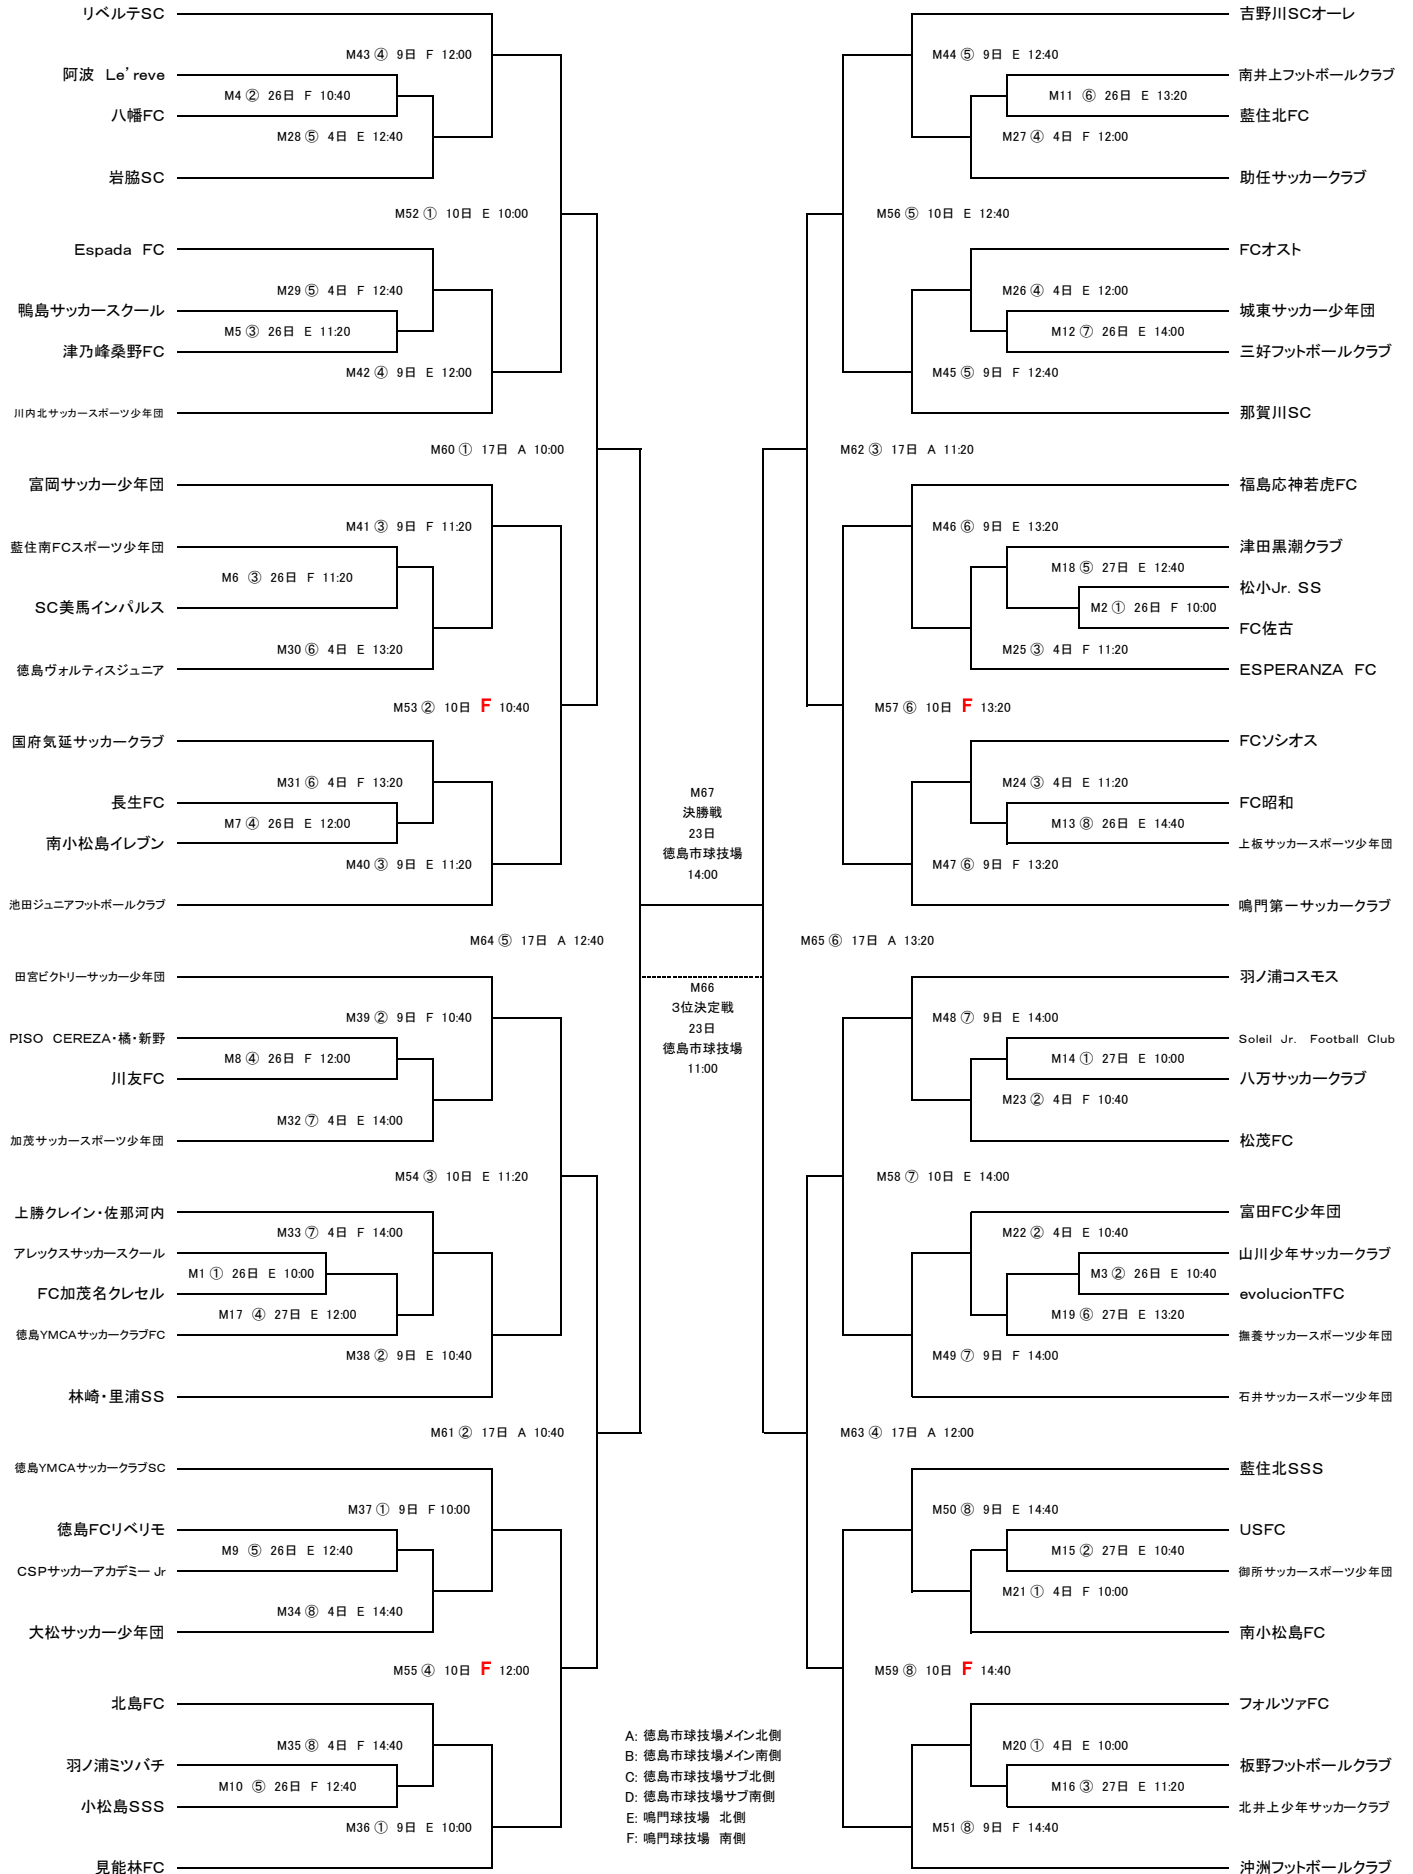 リベルテSC
M43 ④ 9日 F 12:00
阿波 Le’reve
M4 ② 26日 F 10:40
八幡FC
M28 ⑤ 4日 E 12:40
岩脇SC
M52 ① 10日 E 10:00
Espada FC
M29 ⑤ 4日 F 12:40
鴨島サッカースクール
M5 ③ 26日 E 11:20
津乃峰桑野FC
M42 ④ 9日 E 12:00
川内北サッカースポーツ少年団
M60 ① 17日 A 10:00
富岡サッカー少年団
M41 ③ 9日 F 11:20
藍住南FCスポーツ少年団
M6 ③ 26日 F 11:20
SC美馬インパルス
M30 ⑥ 4日 E 13:20
徳島ヴォルティスジュニア
M53 ② 10日 F 10:40
国府気延サッカークラブ
M31 ⑥ 4日 F 13:20
長生FC
M7 ④ 26日 E 12:00
南小松島イレブン
M40 ③ 9日 E 11:20
池田ジュニアフットボールクラブ
M64 ⑤ 17日 A 12:40
田宮ビクトリーサッカー少年団
M39 ② 9日 F 10:40
PISO CEREZA・橘・新野
M8 ④ 26日 F 12:00
川友FC
M32 ⑦ 4日 E 14:00
加茂サッカースポーツ少年団
M54 ③ 10日 E 11:20
上勝クレイン・佐那河内
M33 ⑦ 4日 F 14:00
アレックスサッカースクール
M1 ① 26日 E 10:00
FC加茂名クレセル
M17 ④ 27日 E 12:00
徳島YMCAサッカークラブFC
M38 ② 9日 E 10:40
林崎・里浦SS
M61 ② 17日 A 10:40
徳島YMCAサッカークラブSC
M37 ① 9日 F 10:00
徳島FCリベリモ
M9 ⑤ 26日 E 12:40
CSPサッカーアカデミー Jr
M34 ⑧ 4日 E 14:40
大松サッカー少年団
M55 ④ 10日 F 12:00
北島FC
M35 ⑧ 4日 F 14:40
羽ノ浦ミツバチ
M10 ⑤ 26日 F 12:40
小松島SSS
M36 ① 9日 E 10:00
見能林FC
M67
決勝戦
23日
徳島市球技場
14:00
M66
3位決定戦
23日
徳島市球技場
11:00
A: 徳島市球技場メイン北側
B: 徳島市球技場メイン南側
C: 徳島市球技場サブ北側
D: 徳島市球技場サブ南側
E: 鳴門球技場 北側
F: 鳴門球技場 南側
吉野川SCオーレ
M44 ⑤ 9日 E 12:40
南井上フットボールクラブ
M11 ⑥ 26日 E 13:20
藍住北FC
M27 ④ 4日 F 12:00
助任サッカークラブ
M56 ⑤ 10日 E 12:40
FCオスト
M26 ④ 4日 E 12:00
城東サッカー少年団
M12 ⑦ 26日 E 14:00
三好フットボールクラブ
M45 ⑤ 9日 F 12:40
那賀川SC
M62 ③ 17日 A 11:20
福島応神若虎FC
M46 ⑥ 9日 E 13:20
津田黒潮クラブ
M18 ⑤ 27日 E 12:40
松小Jr. SS
M2 ① 26日 F 10:00
FC佐古
M25 ③ 4日 F 11:20
ESPERANZA FC
M57 ⑥ 10日 F 13:20
FCソシオス
M24 ③ 4日 E 11:20
FC昭和
M13 ⑧ 26日 E 14:40
上板サッカースポーツ少年団
M47 ⑥ 9日 F 13:20
鳴門第一サッカークラブ
M65 ⑥ 17日 A 13:20
羽ノ浦コスモス
M48 ⑦ 9日 E 14:00
Soleil Jr. Football Club
M14 ① 27日 E 10:00
八万サッカークラブ
M23 ② 4日 F 10:40
松茂FC
M58 ⑦ 10日 E 14:00
富田FC少年団
M22 ② 4日 E 10:40
山川少年サッカークラブ
M3 ② 26日 E 10:40
evolucionTFC
M19 ⑥ 27日 E 13:20
撫養サッカースポーツ少年団
M49 ⑦ 9日 F 14:00
石井サッカースポーツ少年団
M63 ④ 17日 A 12:00
藍住北SSS
M50 ⑧ 9日 E 14:40
USFC
M15 ② 27日 E 10:40
御所サッカースポーツ少年団
M21 ① 4日 F 10:00
南小松島FC
M59 ⑧ 10日 F 14:40
フォルツァFC
M20 ① 4日 E 10:00
板野フットボールクラブ
M16 ③ 27日 E 11:20
北井上少年サッカークラブ
M51 ⑧ 9日 F 14:40
沖洲フットボールクラブ